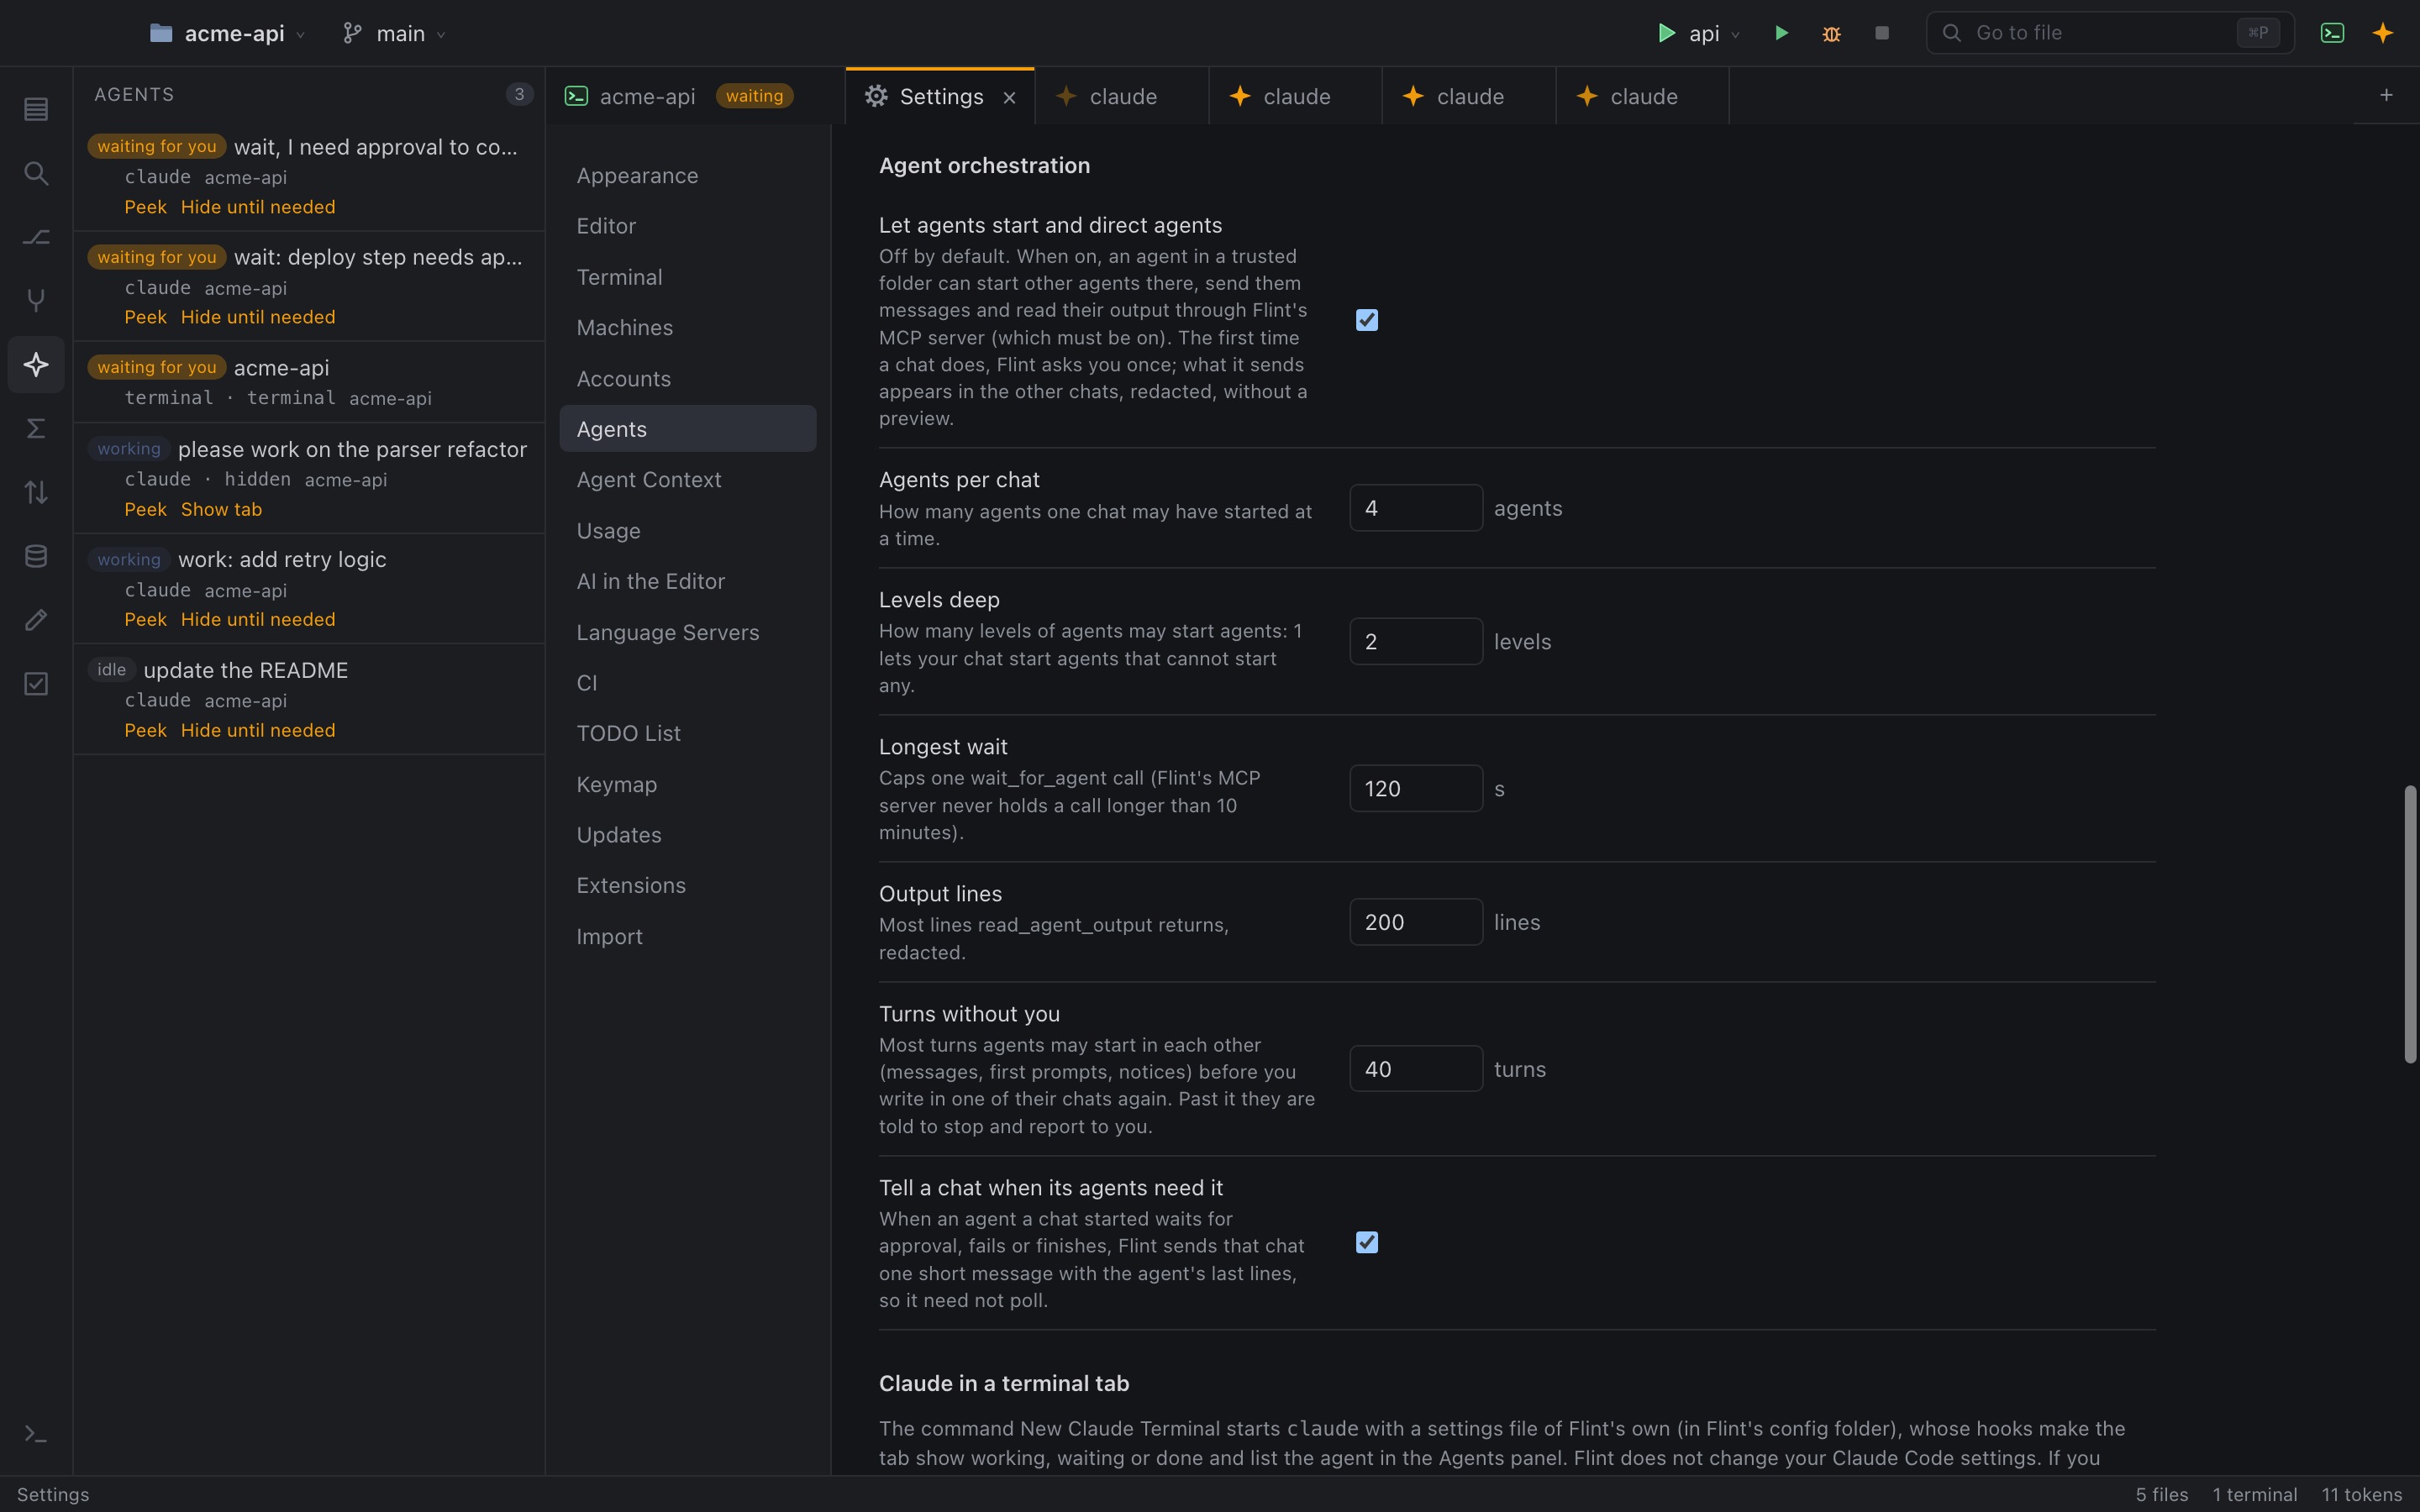 acme-api
main
api
Go to file
⌘P
AGENTS
3
waiting for you wait, I need approval to co...
claude acme-api
Peek Hide until needed
waiting for you wait: deploy step needs ap...
claude acme-api
Peek Hide until needed
waiting for you acme-api
terminal · terminal acme-api
working please work on the parser refactor
claude · hidden acme-api
Peek Show tab
working work: add retry logic
claude acme-api
Peek Hide until needed
idle update the README
claude acme-api
Peek Hide until needed
acme-api waiting
Settings
claude
claude
claude
claude
Appearance
Editor
Terminal
Machines
Accounts
Agents
Agent Context
Usage
AI in the Editor
Language Servers
CI
TODO List
Keymap
Updates
Extensions
Import
Agent orchestration
Let agents start and direct agents
Off by default. When on, an agent in a trusted
folder can start other agents there, send them
messages and read their output through Flint's
MCP server (which must be on). The first time
a chat does, Flint asks you once; what it sends
appears in the other chats, redacted, without a
preview.
Agents per chat
How many agents one chat may have started at
a time.
4 agents
Levels deep
How many levels of agents may start agents: 1
lets your chat start agents that cannot start
any.
2 levels
Longest wait
Caps one wait_for_agent call (Flint's MCP
server never holds a call longer than 10
minutes).
120 s
Output lines
Most lines read_agent_output returns,
redacted.
200 lines
Turns without you
Most turns agents may start in each other
(messages, first prompts, notices) before you
write in one of their chats again. Past it they are
told to stop and report to you.
40 turns
Tell a chat when its agents need it
When an agent a chat started waits for
approval, fails or finishes, Flint sends that chat
one short message with the agent's last lines,
so it need not poll.
Claude in a terminal tab
The command New Claude Terminal starts claude with a settings file of Flint's own (in Flint's config folder), whose hooks make the
tab show working, waiting or done and list the agent in the Agents panel. Flint does not change your Claude Code settings. If you
Settings
5 files
1 terminal
11 tokens